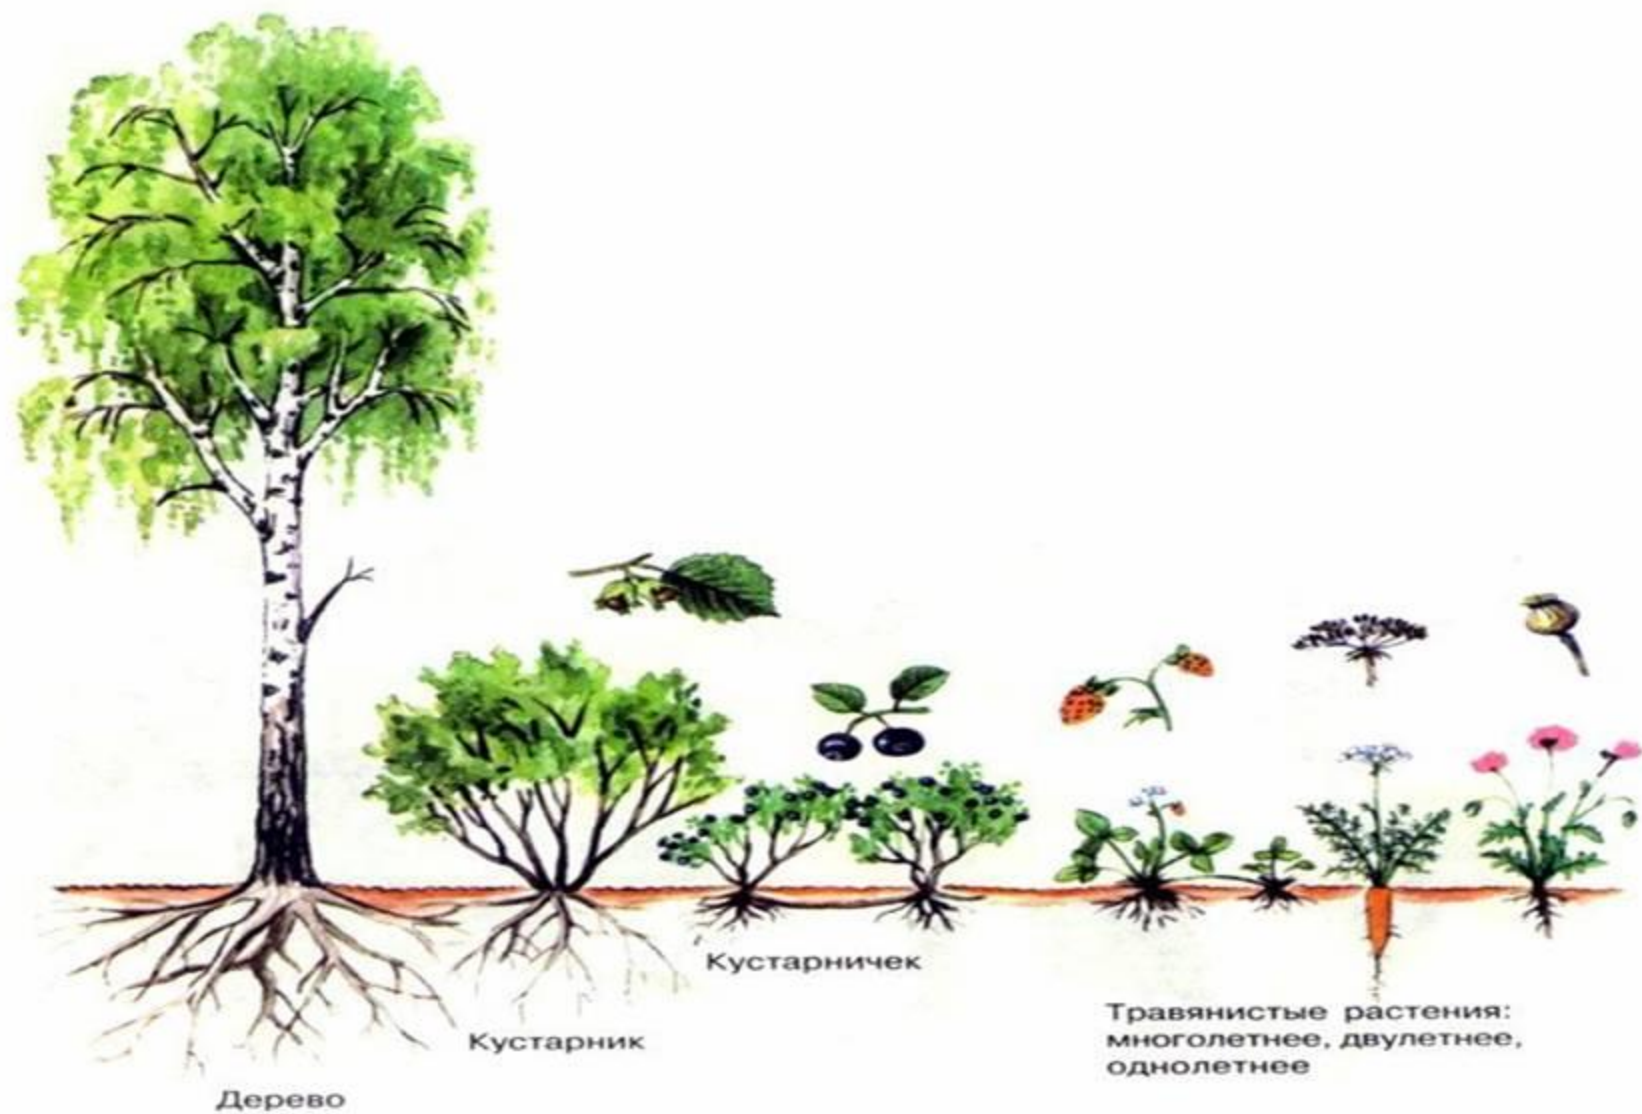 Дерево
Кустарник
Кустарничек
Травянистые растения:
многолетнее, двулетнее,
однолетнее